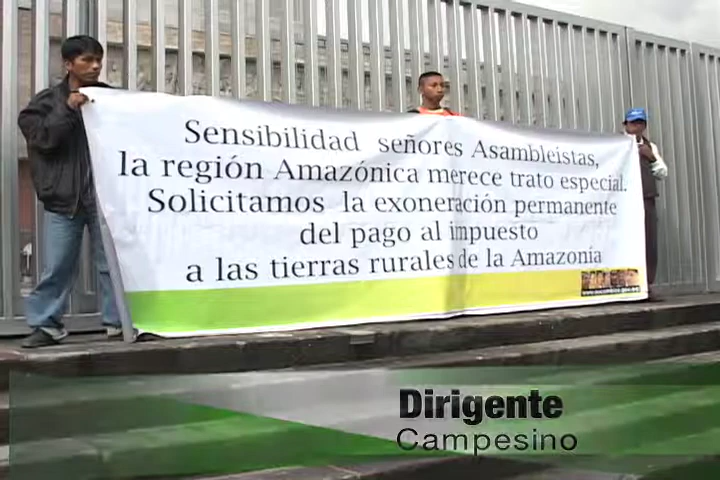 Sensibilidad señores Asambleistas,
la región Amazónica merece trato especial.
Solicitamos la exoneración permanente
del pago al impuesto
a las tierras rurales de la Amazonía
Dirigente
Campesino